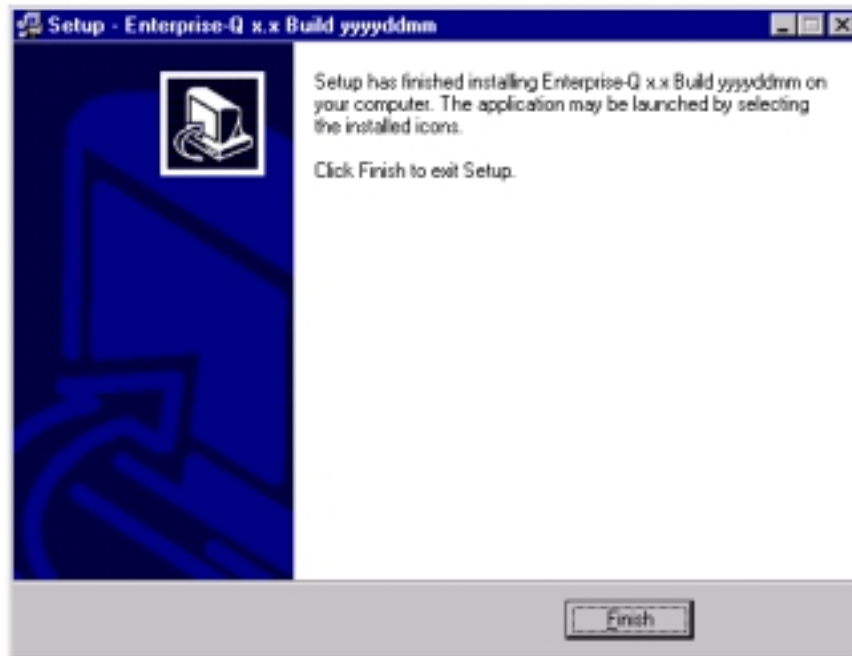 Setup - Enterprise-Q x.x Build yyyyddmm
Setup has finished installing Enterprise-Q x.x Build yyyyddmm on
your computer. The application may be launched by selecting
the installed icons.
Click Finish to exit Setup.
Finish